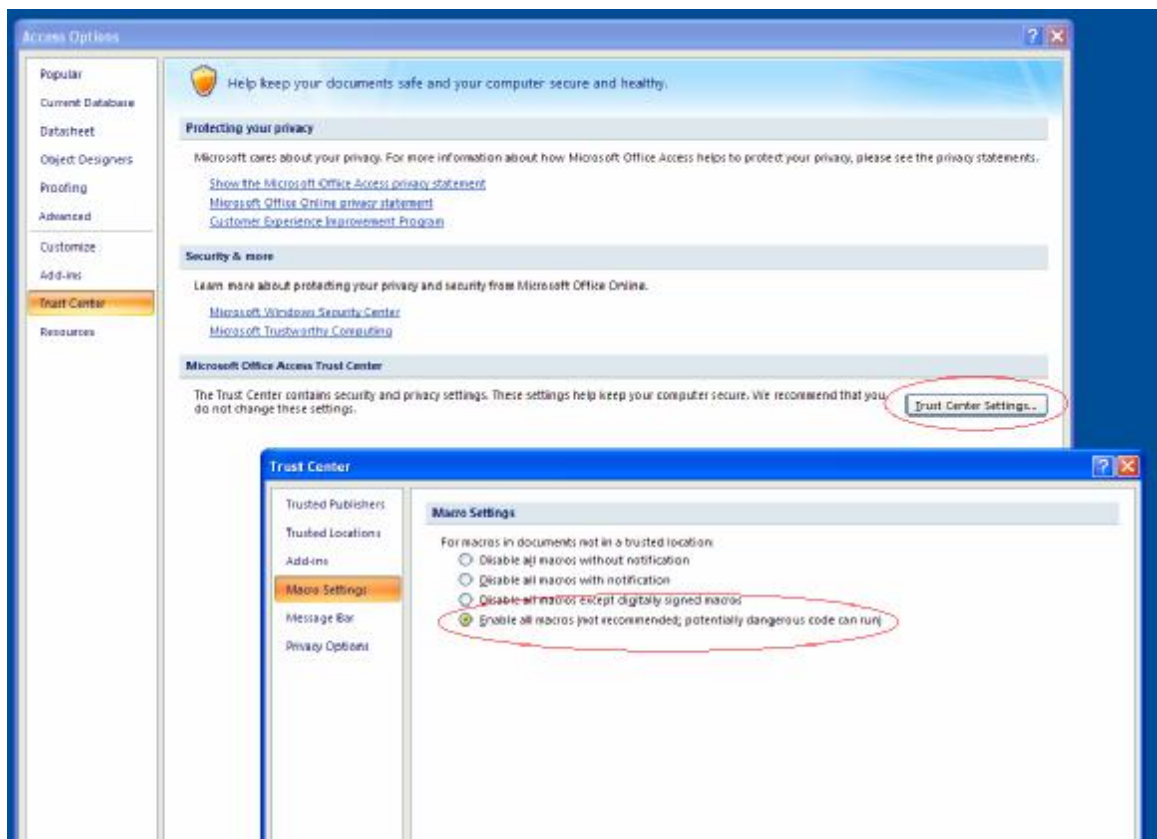 Access Options
Popular
Current Database
Datasheet
Object Designers
Proofing
Advanced
Customize
Add-ins
Trust Center
Resources
Help keep your documents safe and your computer secure and healthy.
Protecting your privacy
Microsoft cares about your privacy. For more information about how Microsoft Office Access helps to protect your privacy, please see the privacy statements.
Show the Microsoft Office Access privacy statement
Microsoft Office Online privacy statement
Customer Experience Improvement Program
Security & more
Learn more about protecting your privacy and security from Microsoft Office Online.
Microsoft Windows Security Center
Microsoft Trustworthy Computing
Microsoft Office Access Trust Center
The Trust Center contains security and privacy settings. These settings help keep your computer secure. We recommend that you
do not change these settings.
Trust Center Settings...
Trust Center
Trusted Publishers
Trusted Locations
Add-ins
Macro Settings
Message Bar
Privacy Options
Macro Settings
For macros in documents not in a trusted location:
Disable all macros without notification
Disable all macros with notification
Disable all macros except digitally signed macros
Enable all macros (not recommended; potentially dangerous code can run)